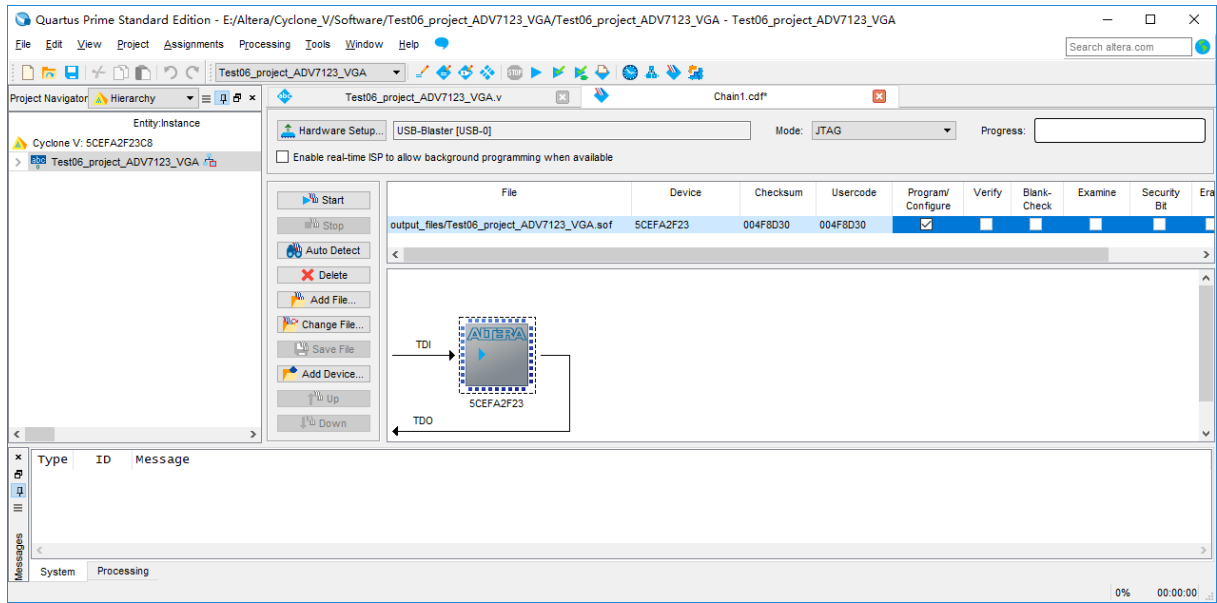 Quartus Prime Standard Edition - E:/Altera/Cyclone_V/Software/Test06_project_ADV7123_VGA/Test06_project_ADV7123_VGA - Test06_project_ADV7123_VGA
File Edit View Project Assignments Processing Tools Window Help
Search altera.com
Test06_project_ADV7123_VGA
STOP
Project Navigator Hierarchy
abc Test06_project_ADV7123_VGA.v
Chain1.cdf*
Entity:Instance
Cyclone V: 5CEFA2F23C8
abc Test06_project_ADV7123_VGA
Hardware Setup... USB-Blaster [USB-0] Mode: JTAG Progress:
Enable real-time ISP to allow background programming when available
Start
Stop
Auto Detect
Delete
Add File...
Change File...
Save File
Add Device...
Up
Down
File Device Checksum Usercode Program/ Configure Verify Blank- Check Examine Security Bit Era
output_files/Test06_project_ADV7123_VGA.sof 5CEFA2F23 004F8D30 004F8D30
ALTERA
TDI
5CEFA2F23
TDO
Type ID Message
Messages
System Processing
0% 00:00:00